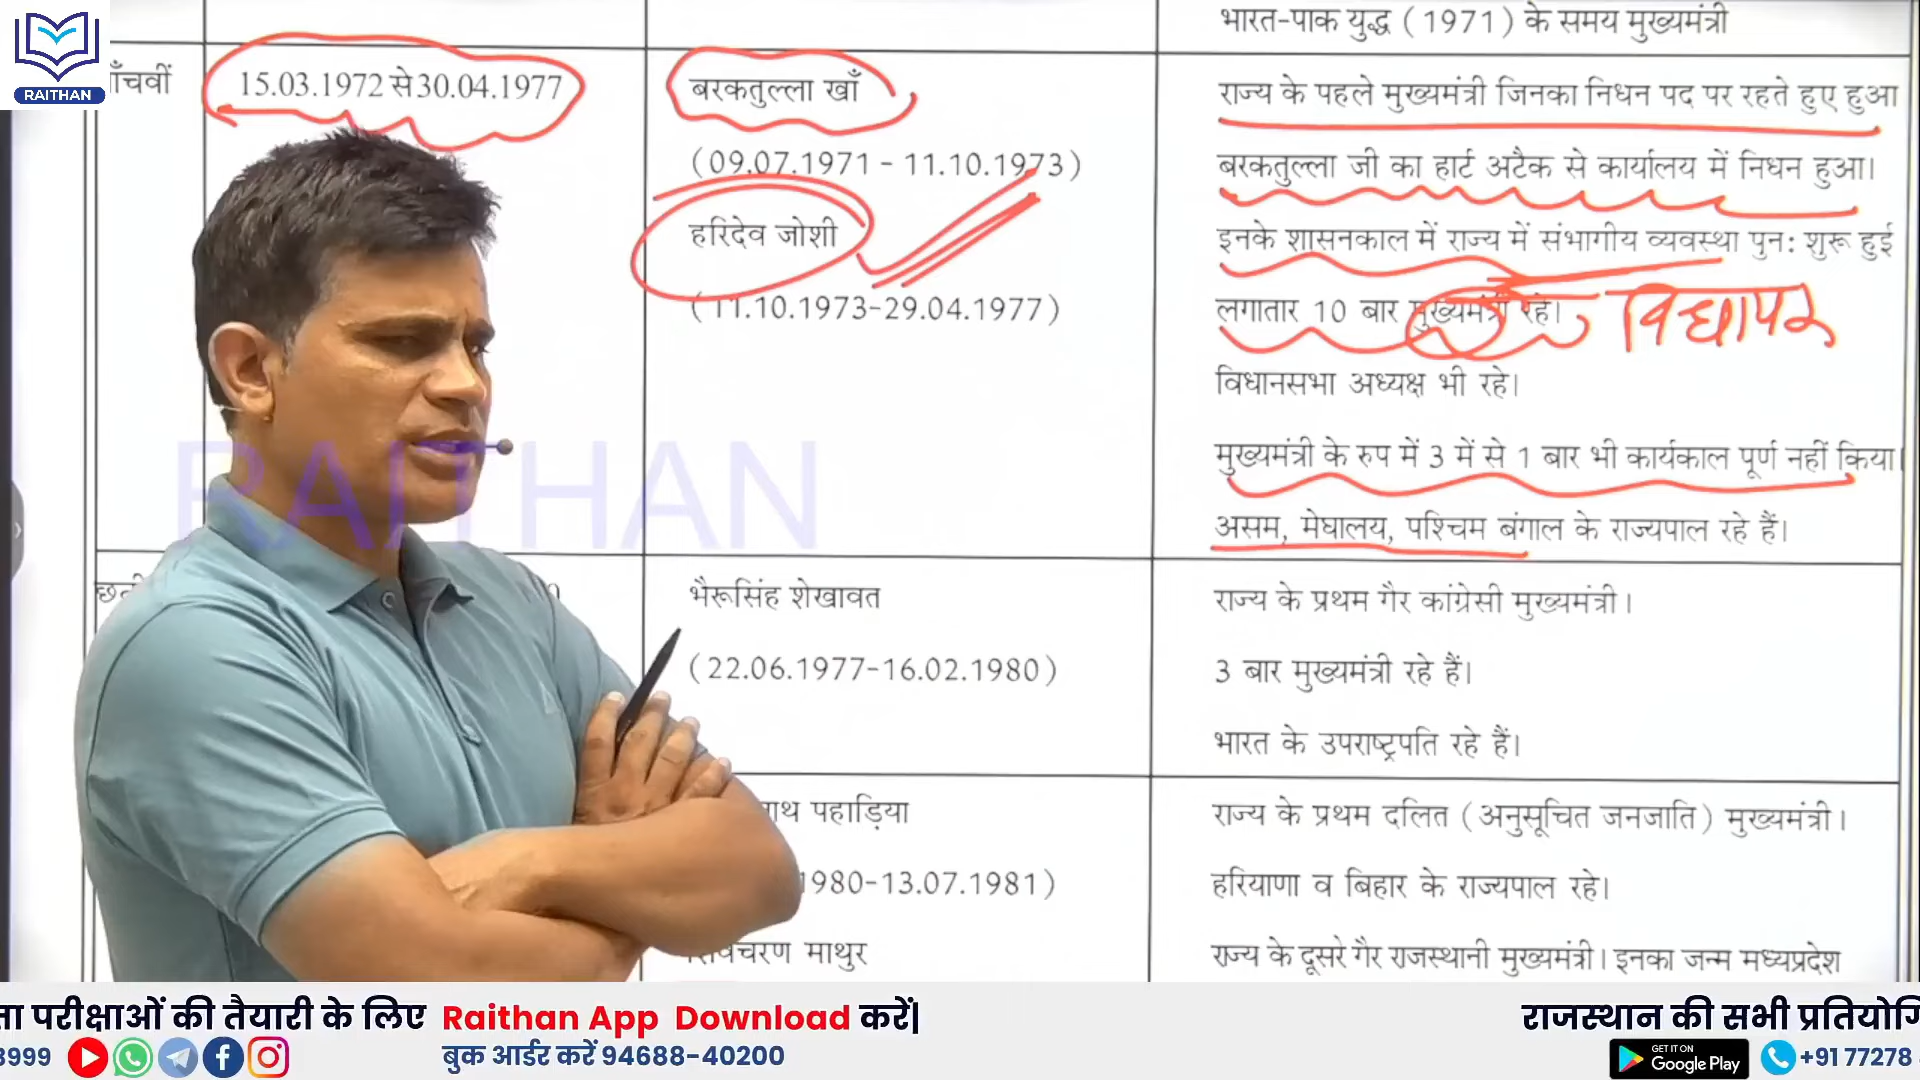 भारत-पाक युद्ध (1971) के समय मुख्यमंत्री
RAITHAN
15.03.1972 से 30.04.1977
बरकतुल्ला खाँ
(09.07.1971 - 11.10.1973)
हरिदेव जोशी
(11.10.1973-29.04.1977)
राज्य के पहले मुख्यमंत्री जिनका निधन पद पर रहते हुए हुआ
बरकतुल्ला जी का हार्ट अटैक से कार्यालय में निधन हुआ।
इनके शासनकाल में राज्य में संभागीय व्यवस्था पुनः शुरू हुई
लगातार 10 बार मुख्यमंत्री रहे।
विधानसभा अध्यक्ष भी रहे।
मुख्यमंत्री के रुप में 3 में से 1 बार भी कार्यकाल पूर्ण नहीं किया।
असम, मेघालय, पश्चिम बंगाल के राज्यपाल रहे हैं।
RAITHAN
भैरूसिंह शेखावत
(22.06.1977-16.02.1980)
राज्य के प्रथम गैर कांग्रेसी मुख्यमंत्री।
3 बार मुख्यमंत्री रहे हैं।
भारत के उपराष्ट्रपति रहे हैं।
पहाड़िया
1980-13.07.1981)
माथुर
राज्य के प्रथम दलित (अनुसूचित जनजाति) मुख्यमंत्री।
हरियाणा व बिहार के राज्यपाल रहे।
राज्य के दूसरे गैर राजस्थानी मुख्यमंत्री। इनका जन्म मध्यप्रदेश
परीक्षाओं की तैयारी के लिए Raithan App Download करें|
राजस्थान की सभी
3999
बुक आर्डर करें 94688-40200
GET IT ON
Google Play
+91 77278